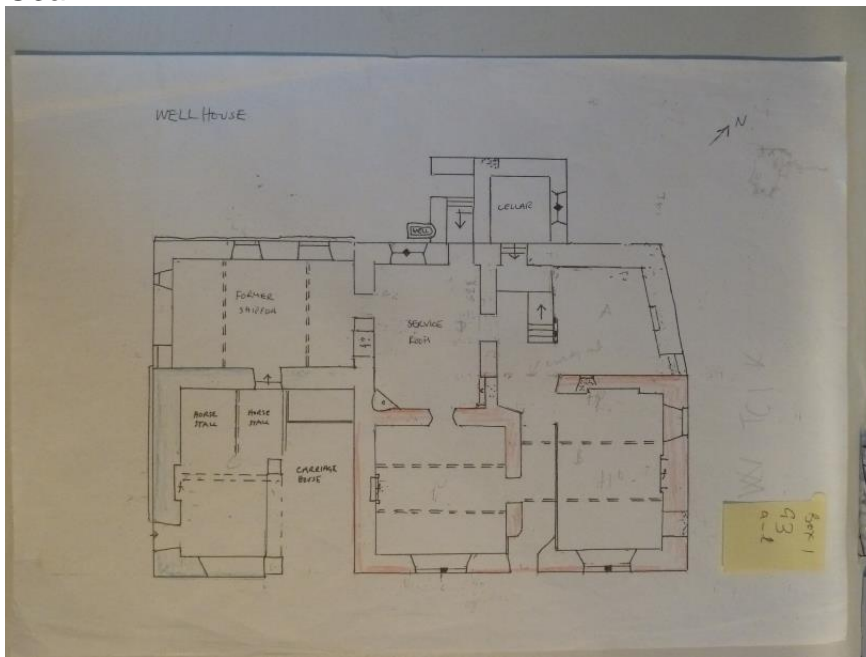 WELL HOUSE
N
CELLAR
WELL
FORMER
SHIPPON
SERVICE
ROOM
HORSE
STALL
HORSE
STALL
CARRIAGE
HOUSE
Box 1
93
a-l